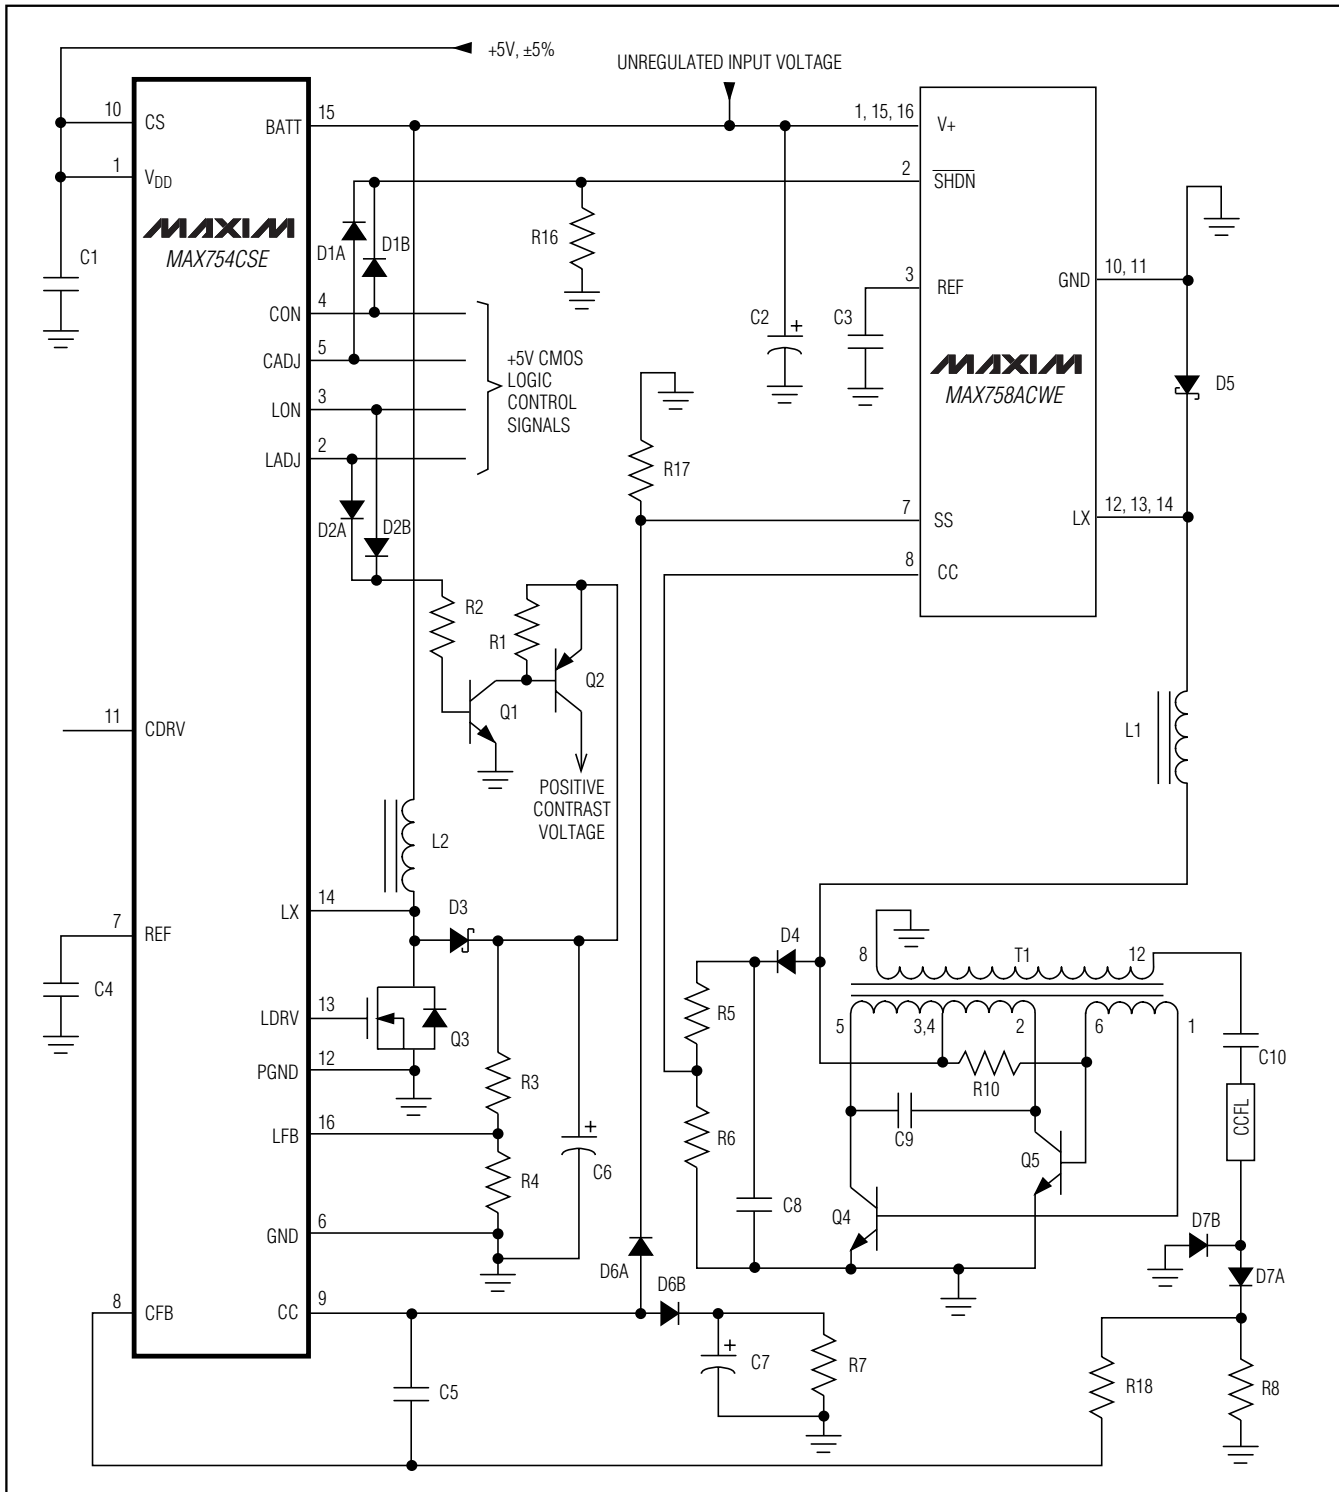 +5V, ±5%
UNREGULATED INPUT VOLTAGE
10
CS
BATT
15
1, 15, 16
V+
1
VDD
2
SHDN
MAXIM
MAX754CSE
D1A
D1B
R16
C1
10, 11
GND
3
REF
CON
4
C2
+
C3
CADJ
5
+5V CMOS
LOGIC
CONTROL
SIGNALS
MAXIM
MAX758ACWE
D5
LON
3
LADJ
2
R17
D2A
D2B
7
SS
LX
12, 13, 14
8
CC
R2
R1
Q2
Q1
11
CDRV
L1
POSITIVE
CONTRAST
VOLTAGE
L2
LX
14
D3
7
REF
D4
8
T1
12
C4
LDRV
13
Q3
R5
5
3,4
2
6
1
PGND
12
R3
R10
C10
LFB
16
+
C6
R6
C9
CCFL
R4
Q5
C8
Q4
GND
6
D7B
D6A
D6B
D7A
8
CFB
CC
9
+
C7
R7
C5
R18
R8